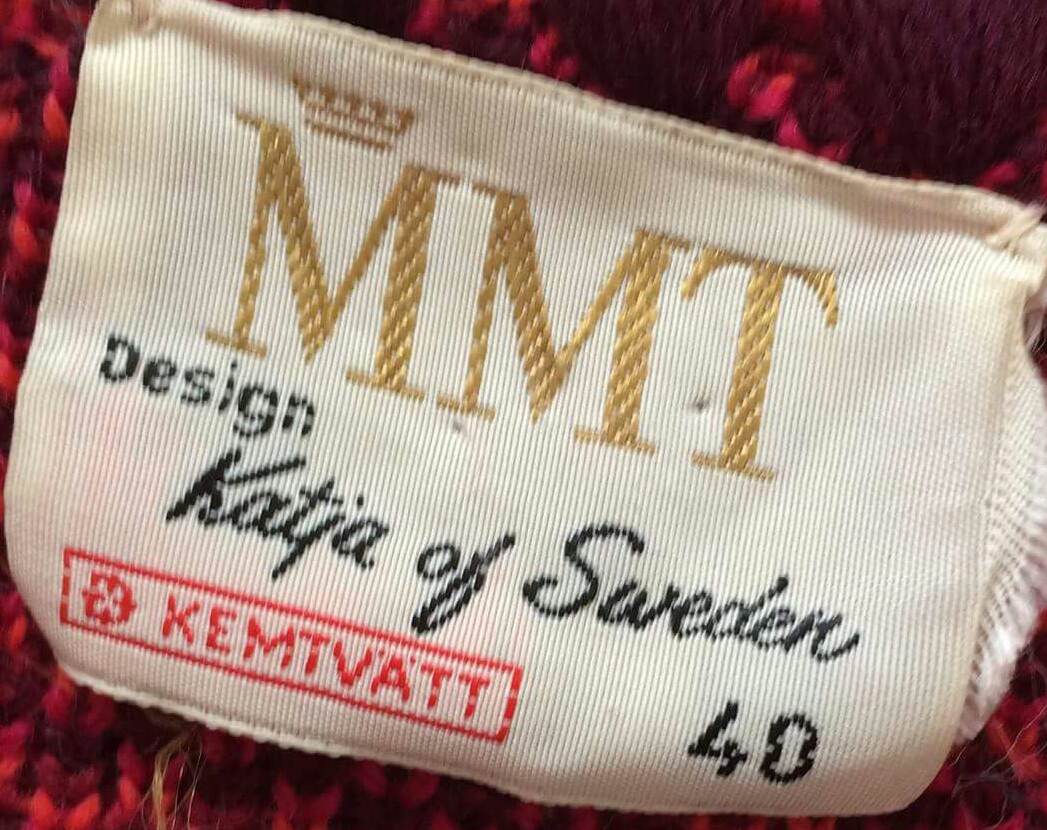 MMT
Design
Katja of Sweden
KEMTVÄTT
40